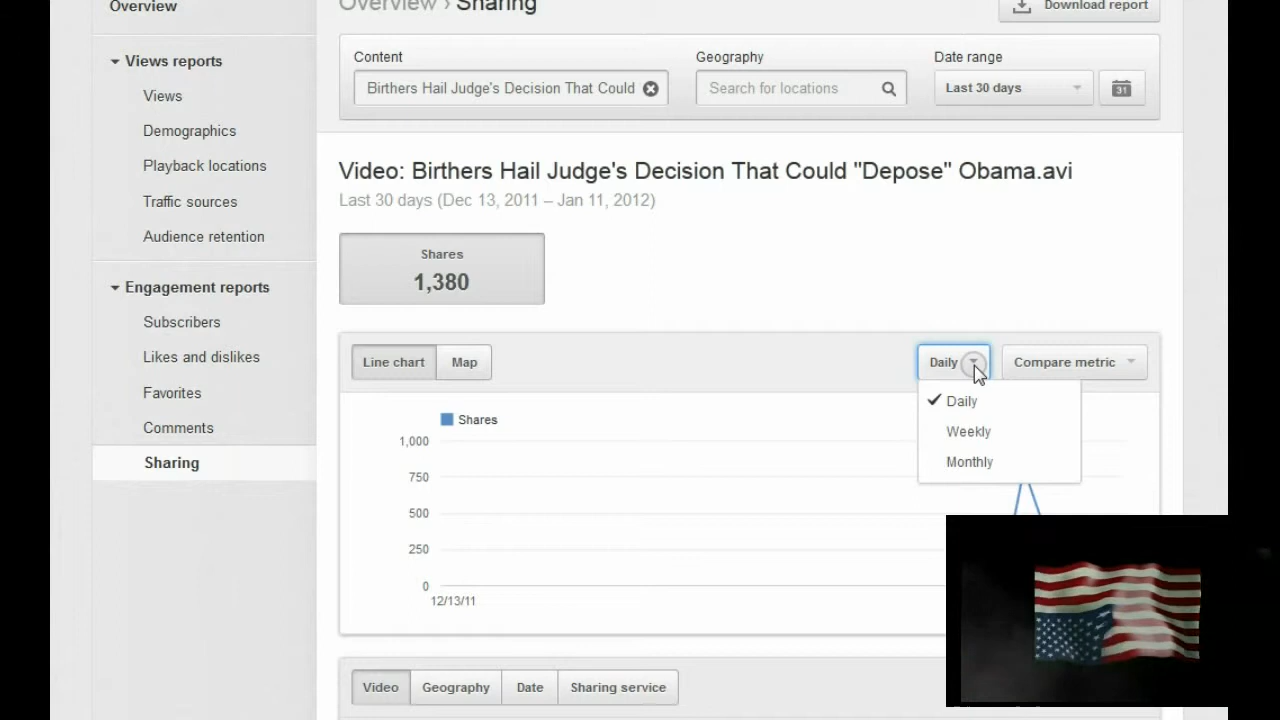 Overview
Overview › Sharing
Download report
Views reports
Views
Demographics
Playback locations
Traffic sources
Audience retention
Engagement reports
Subscribers
Likes and dislikes
Favorites
Comments
Sharing
Content
Geography
Date range
Birthers Hail Judge's Decision That Could
Search for locations
Last 30 days
31
Video: Birthers Hail Judge's Decision That Could "Depose" Obama.avi
Last 30 days (Dec 13, 2011 – Jan 11, 2012)
Shares
1,380
Line chart
Map
Daily
Compare metric
Daily
Weekly
Monthly
Shares
1,000
750
500
250
0
12/13/11
Video
Geography
Date
Sharing service